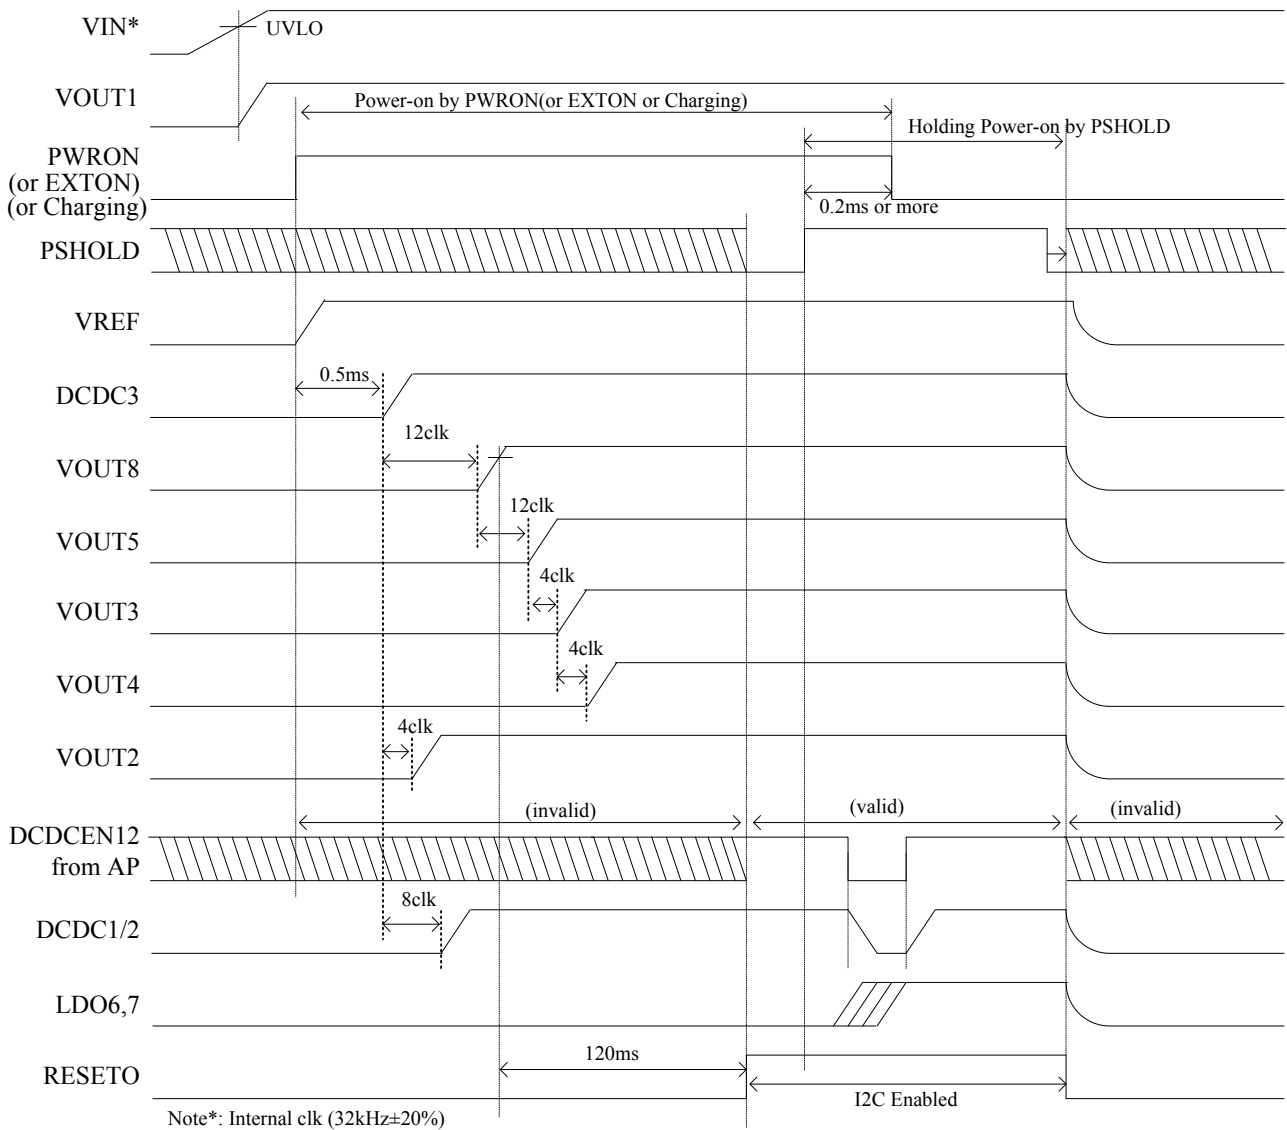 VIN*
UVLO
VOUT1
Power-on by PWRON(or EXTON or Charging)
Holding Power-on by PSHOLD
PWRON
(or EXTON)
(or Charging)
0.2ms or more
PSHOLD
VREF
0.5ms
DCDC3
12clk
VOUT8
12clk
VOUT5
4clk
VOUT3
4clk
VOUT4
4clk
VOUT2
(invalid)
(valid)
(invalid)
DCDCEN12
from AP
8clk
DCDC1/2
LDO6,7
120ms
RESETO
I2C Enabled
Note*: Internal clk (32kHz±20%)